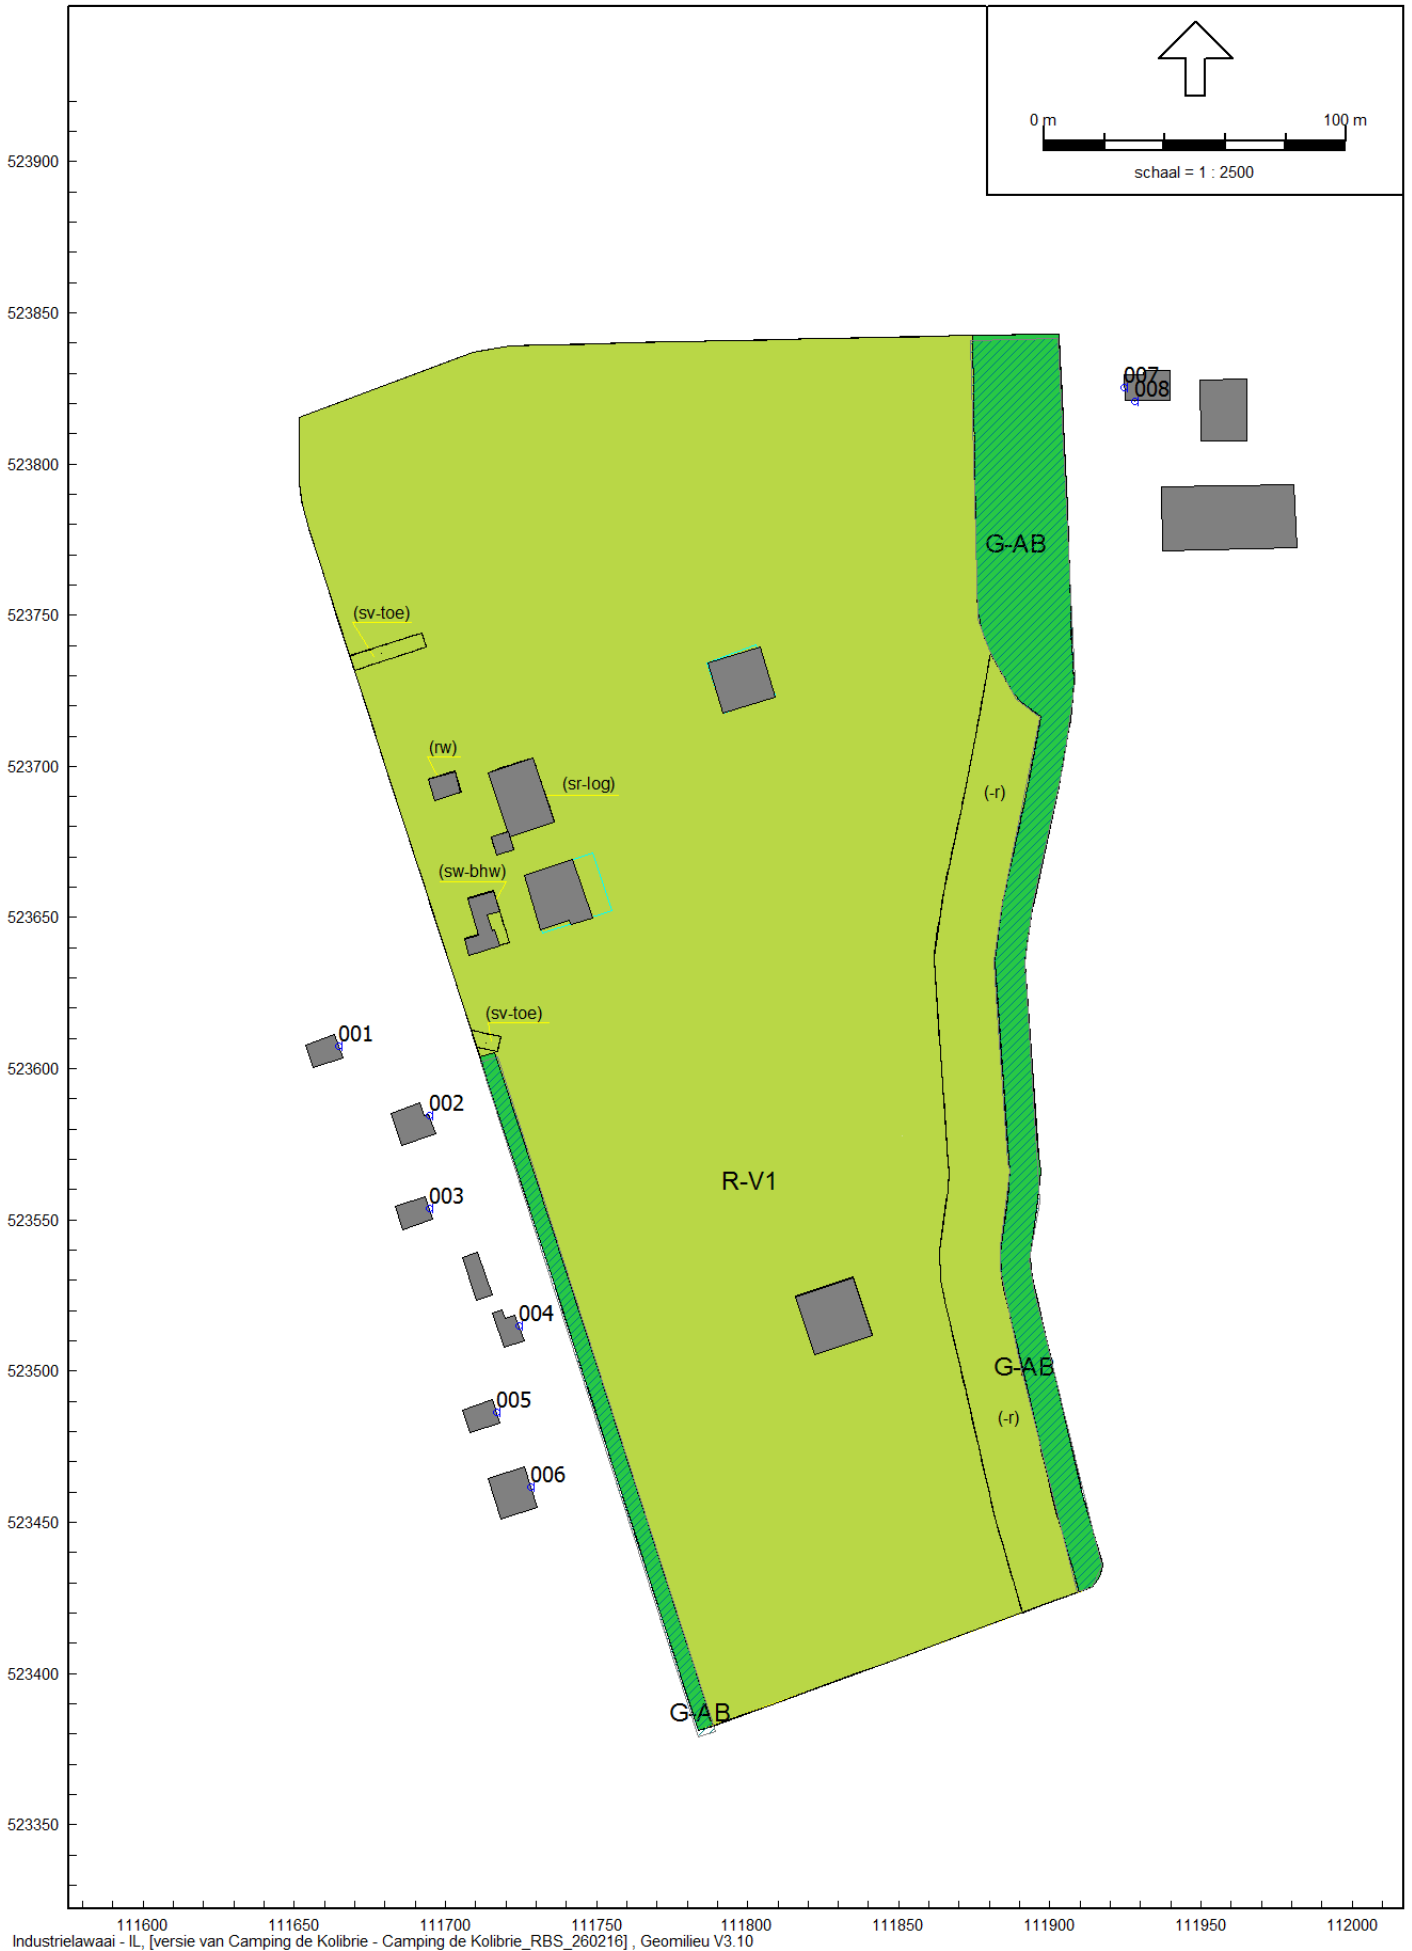 0 m 100 m
schaal = 1 : 2500
523900
523850
007
008
523800
G-AB
523750
(sv-toe)
523700
(rw)
(sr-log)
(-r)
(sw-bhw)
523650
(sv-toe)
001
523600
002
003
R-V1
523550
004
523500
G-AB
005
(-r)
006
523450
523400
G-AB
523350
111600 111650 111700 111750 111800 111850 111900 111950 112000
Industrielawaai - IL, [versie van Camping de Kolibrie - Camping de Kolibrie_RBS_260216] , Geomilieu V3.10